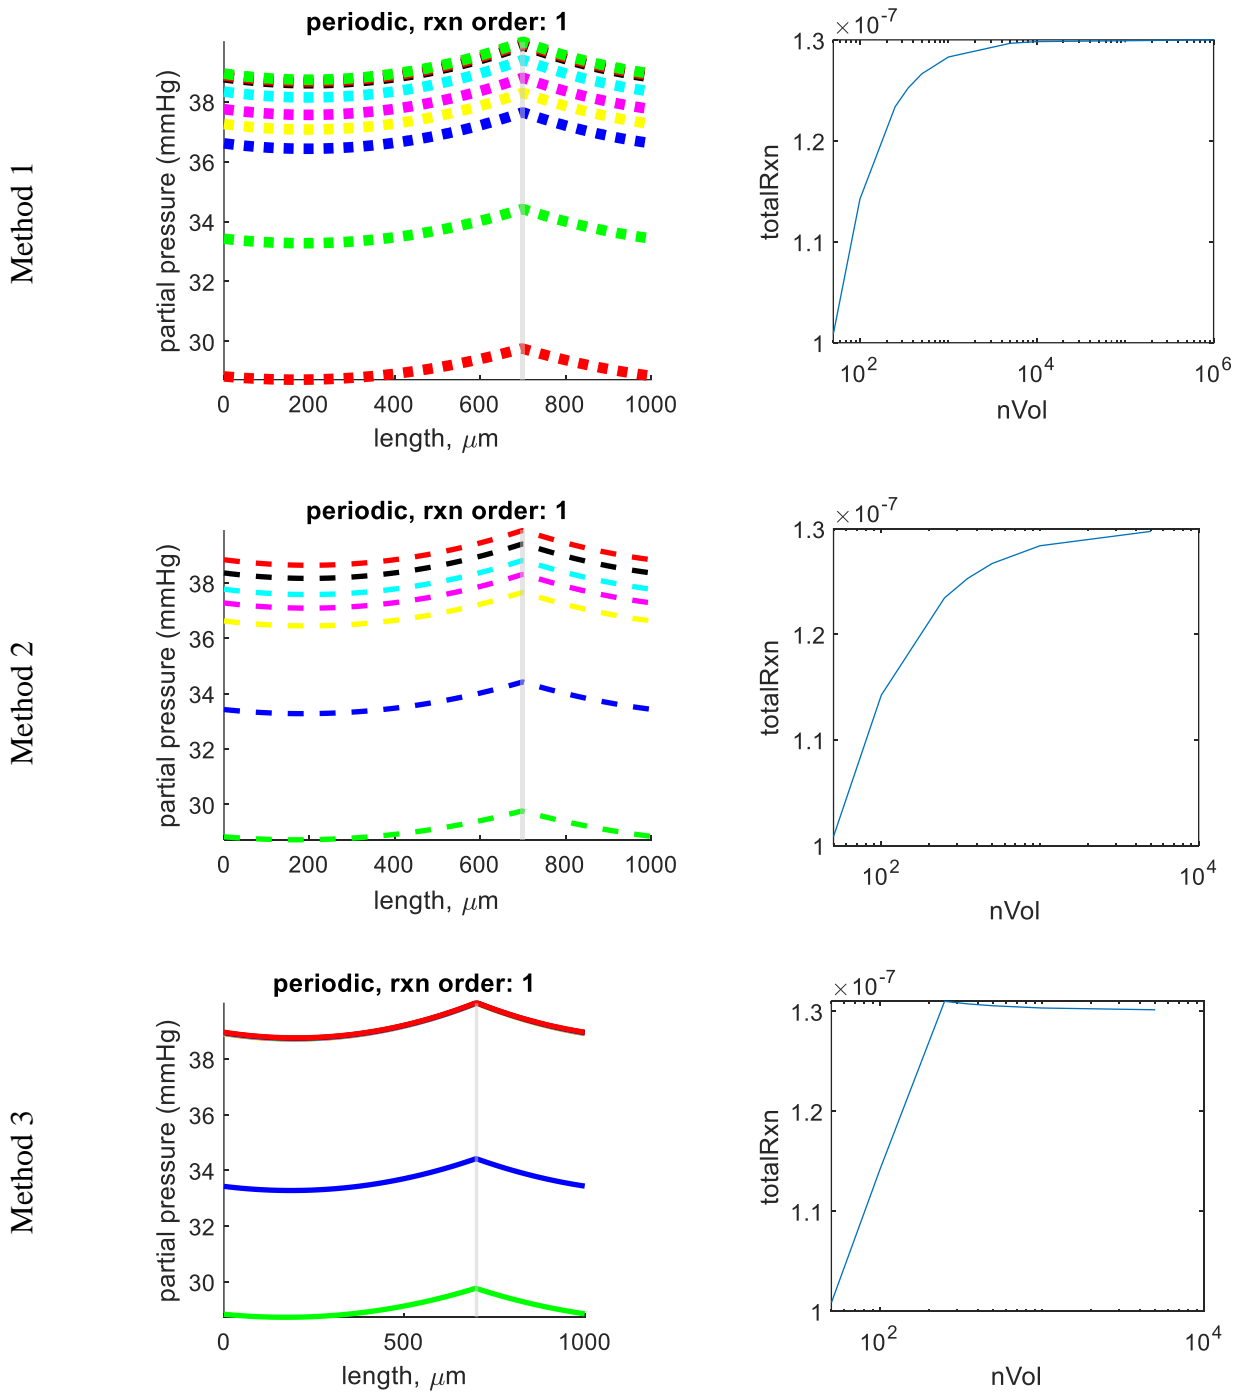 Method 1
periodic, rxn order: 1
partial pressure (mmHg)
38
36
34
32
30
0 200 400 600 800 1000
length, μm
×10-7
totalRxn
1.3
1.2
1.1
1
10^2 10^4 10^6
nVol
Method 2
periodic, rxn order: 1
partial pressure (mmHg)
38
36
34
32
30
0 200 400 600 800 1000
length, μm
×10-7
totalRxn
1.3
1.2
1.1
1
10^2 10^4
nVol
Method 3
periodic, rxn order: 1
partial pressure (mmHg)
38
36
34
32
30
0 500 1000
length, μm
×10-7
totalRxn
1.3
1.2
1.1
1
10^2 10^4
nVol